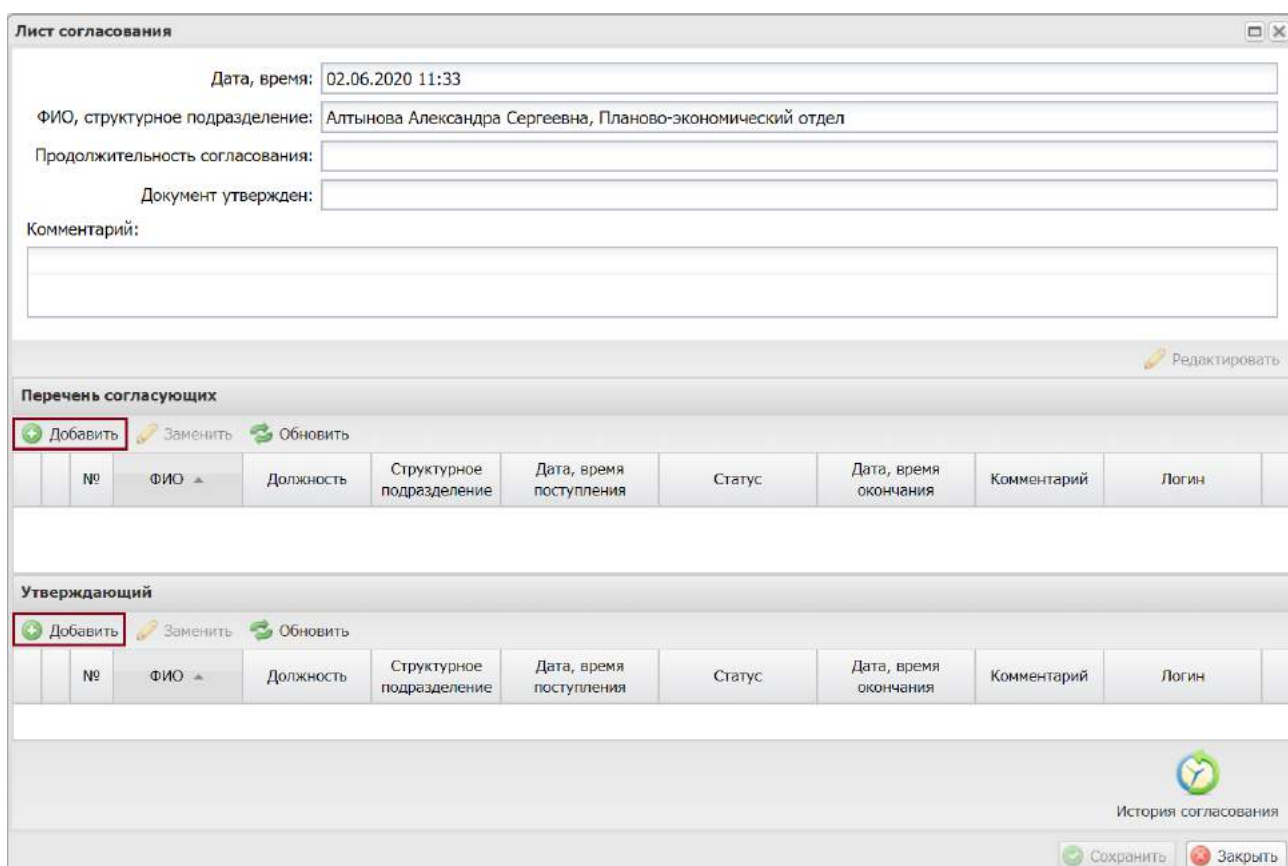 Лист согласования
Дата, время: 02.06.2020 11:33
ФИО, структурное подразделение: Алтынова Александра Сергеевна, Планово-экономический отдел
Продолжительность согласования:
Документ утвержден:
Комментарий:
Редактировать
Перечень согласующих
Добавить Заменить Обновить
№ ФИО Должность Структурное подразделение Дата, время поступления Статус Дата, время окончания Комментарий Логин
Утверждающий
Добавить Заменить Обновить
№ ФИО Должность Структурное подразделение Дата, время поступления Статус Дата, время окончания Комментарий Логин
История согласования
Сохранить Закрыть